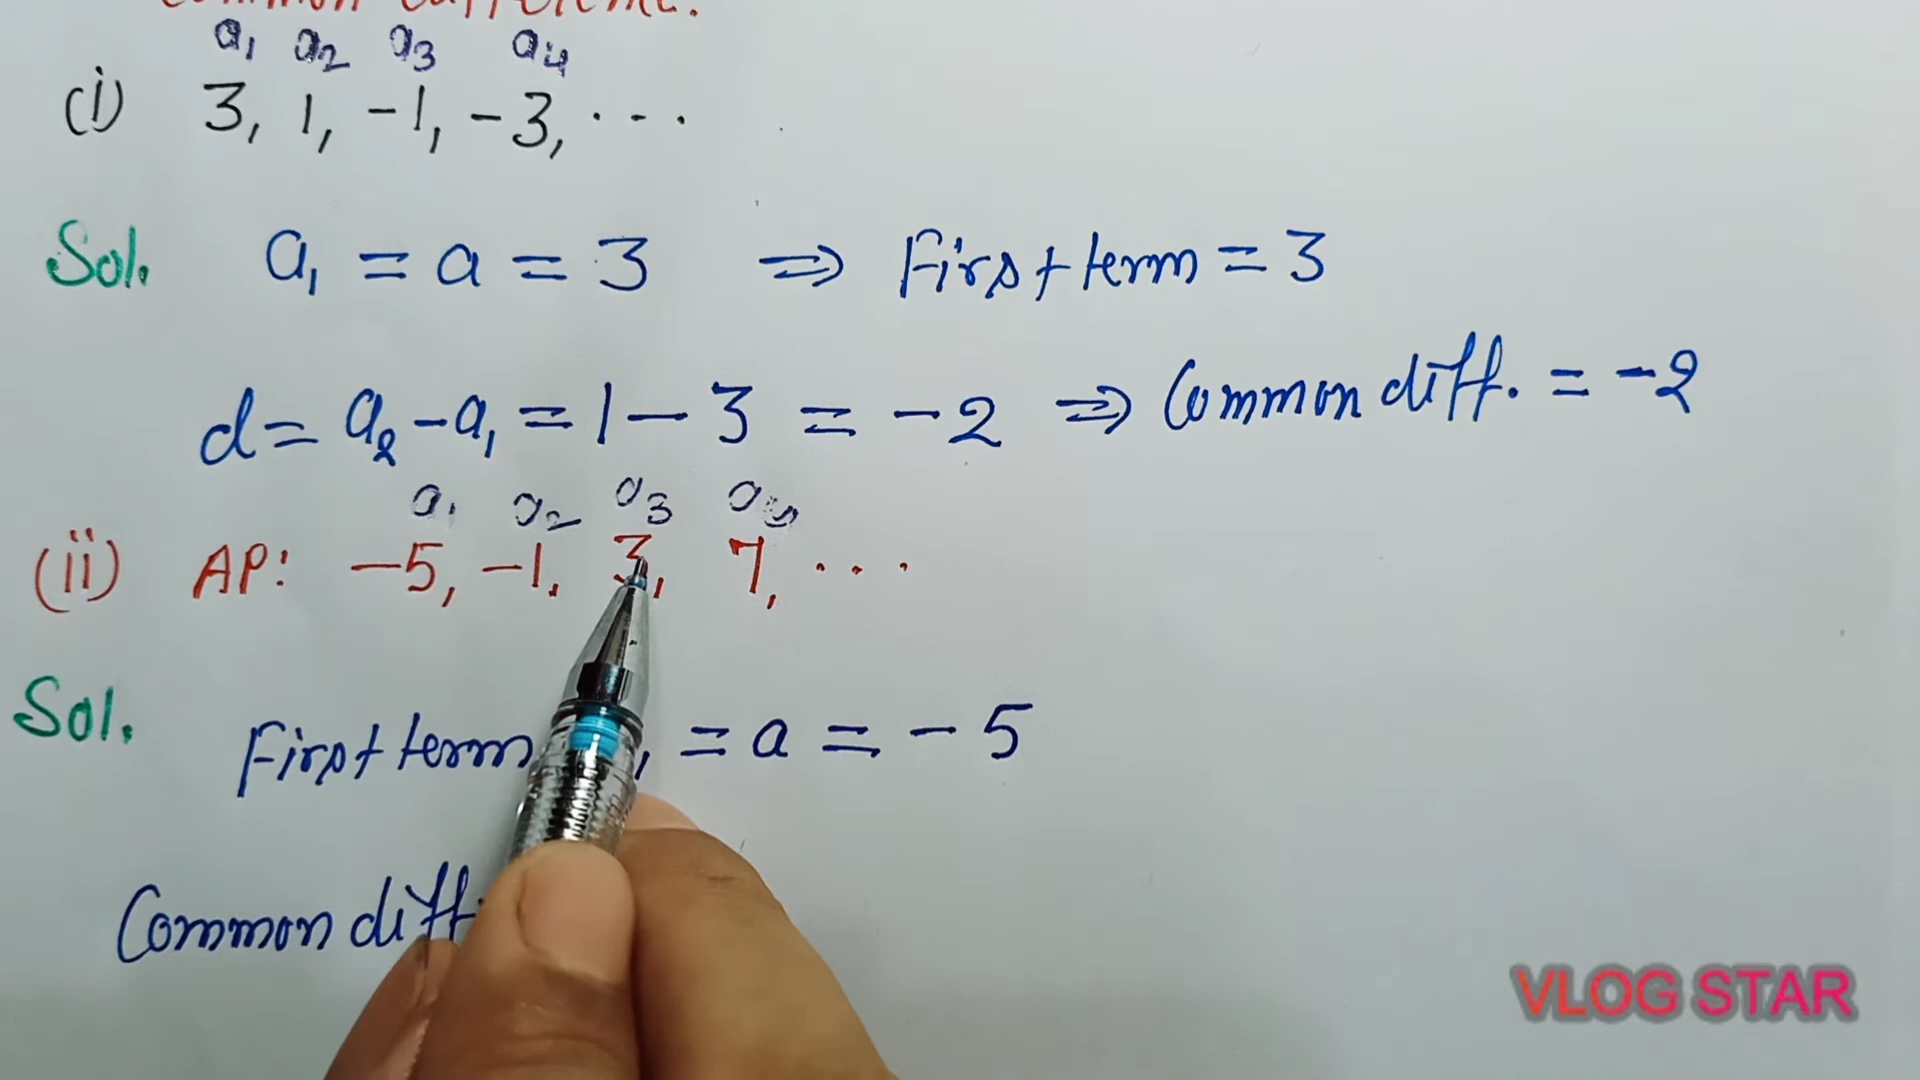 Common difference.
a₁ a₂ a₃ a₄
(i) 3, 1, -1, -3, ...
Sol. a₁ = a = 3 ⇒ First term = 3
d = a₂ - a₁ = 1 - 3 = -2 ⇒ Common diff. = -2
a₁ a₂ a₃ a₄
(ii) AP: -5, -1, 3, 7, ...
Sol. First term = a = -5
Common diff
VLOG STAR